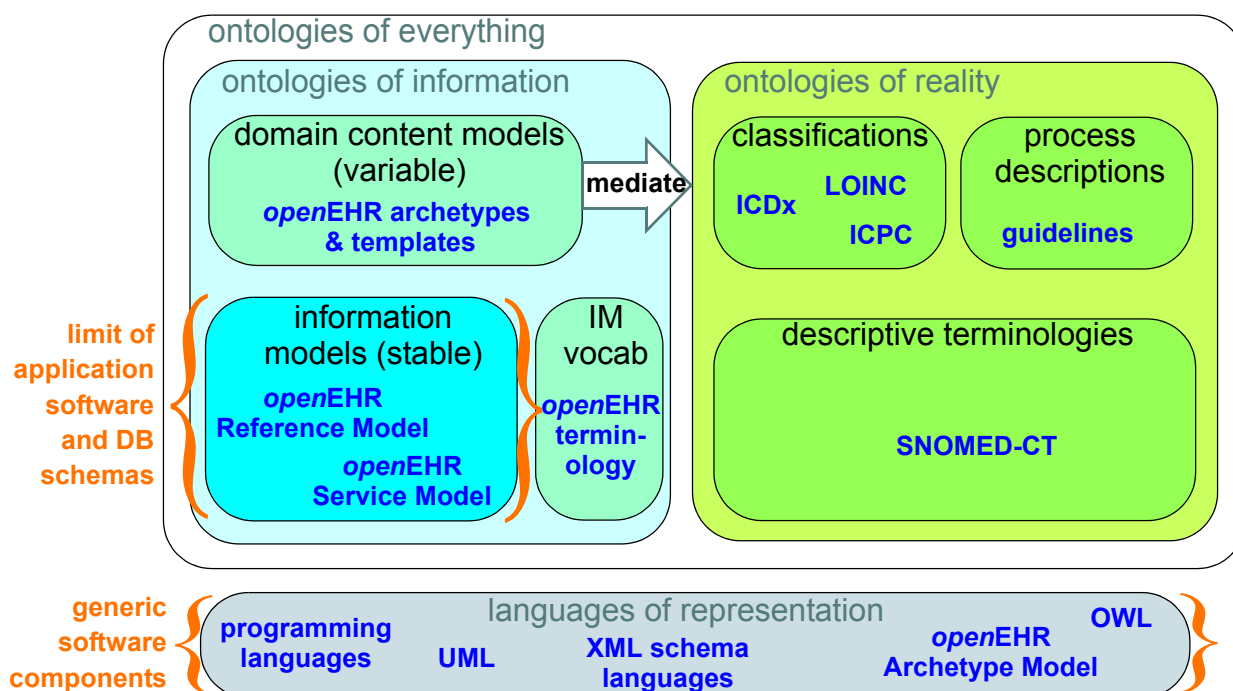 ontologies of everything
ontologies of information
domain content models
(variable)
openEHR archetypes
& templates
mediate
ontologies of reality
classifications
ICDx
LOINC
ICPC
process
descriptions
guidelines
limit of
application
software
and DB
schemas
information
models (stable)
openEHR
Reference Model
openEHR
Service Model
IM
vocab
openEHR
termin-
ology
descriptive terminologies
SNOMED-CT
generic
software
components
languages of representation
programming
languages
UML
XML schema
languages
openEHR
Archetype Model
OWL